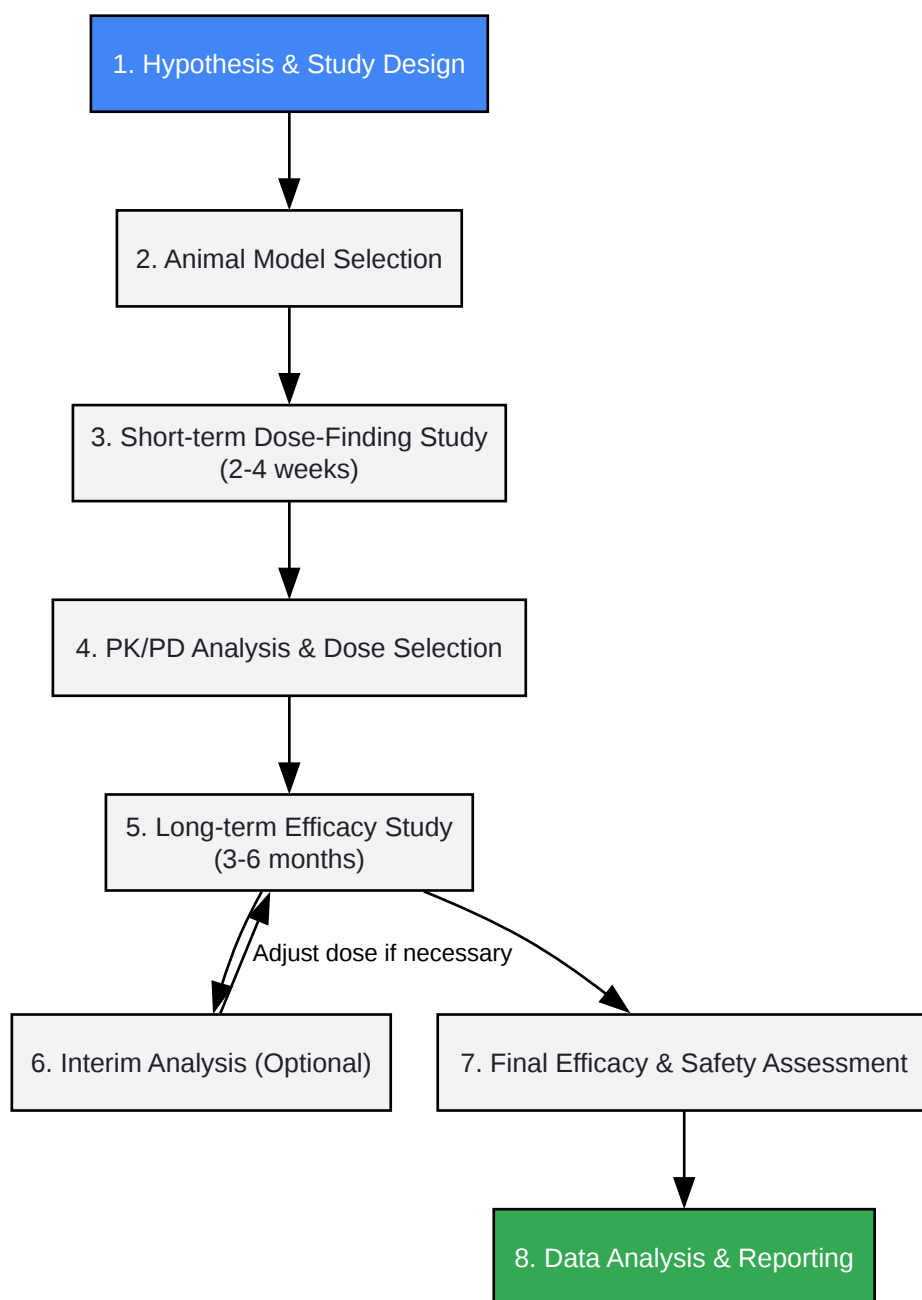 1. Hypothesis & Study Design
2. Animal Model Selection
3. Short-term Dose-Finding Study
(2-4 weeks)
4. PK/PD Analysis & Dose Selection
5. Long-term Efficacy Study
(3-6 months)
Adjust dose if necessary
6. Interim Analysis (Optional)
7. Final Efficacy & Safety Assessment
8. Data Analysis & Reporting